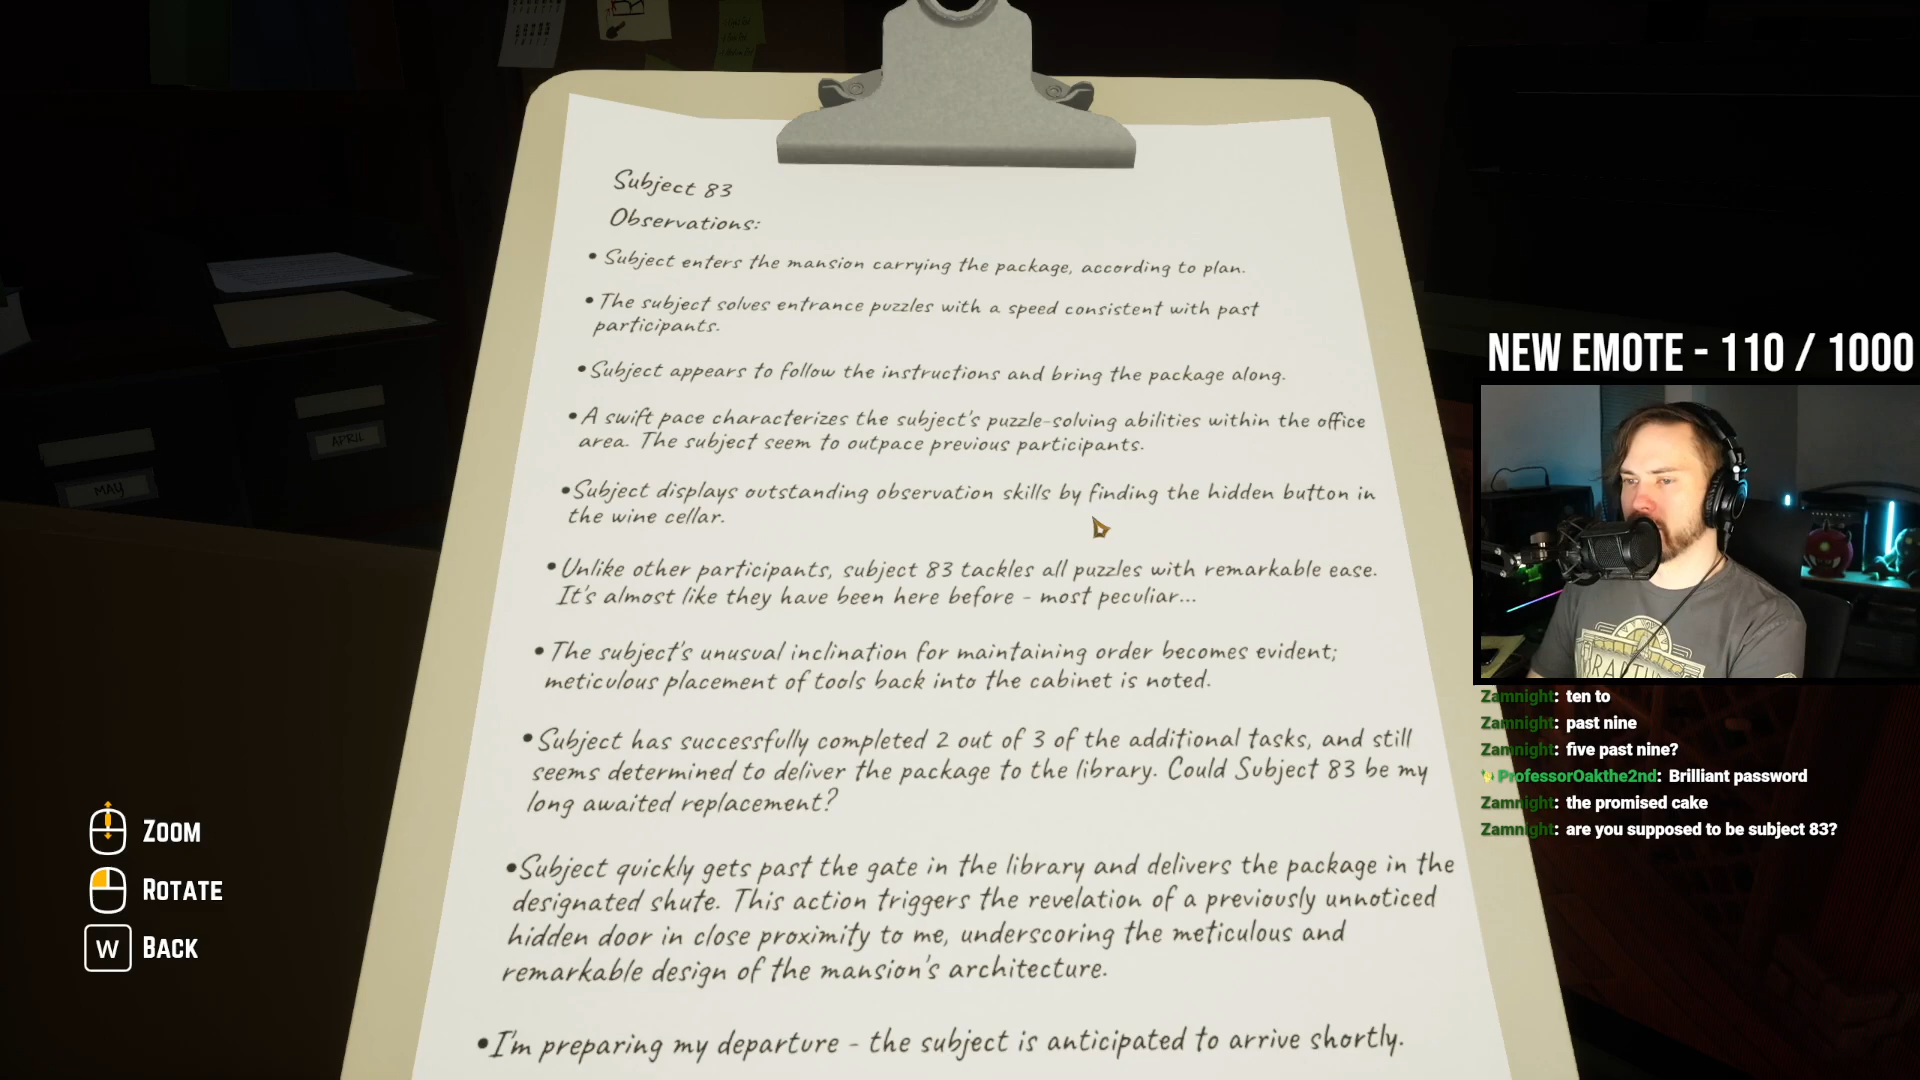 Subject 83
Observations:
• Subject enters the mansion carrying the package, according to plan.
• The subject solves entrance puzzles with a speed consistent with past
participants.
• Subject appears to follow the instructions and bring the package along.
• A swift pace characterizes the subject's puzzle-solving abilities within the office
area. The subject seem to outpace previous participants.
• Subject displays outstanding observation skills by finding the hidden button in
the wine cellar.
• Unlike other participants, subject 83 tackles all puzzles with remarkable ease.
It's almost like they have been here before - most peculiar...
• The subject's unusual inclination for maintaining order becomes evident;
meticulous placement of tools back into the cabinet is noted.
• Subject has successfully completed 2 out of 3 of the additional tasks, and still
seems determined to deliver the package to the library. Could Subject 83 be my
long awaited replacement?
• Subject quickly gets past the gate in the library and delivers the package in the
designated shute. This action triggers the revelation of a previously unnoticed
hidden door in close proximity to me, underscoring the meticulous and
remarkable design of the mansion's architecture.
• I'm preparing my departure - the subject is anticipated to arrive shortly.
APRIL
MAY
ZOOM
ROTATE
W BACK
NEW EMOTE - 110 / 1000
Zamnight: ten to
Zamnight: past nine
Zamnight: five past nine?
ProfessorOakthe2nd: Brilliant password
Zamnight: the promised cake
Zamnight: are you supposed to be subject 83?